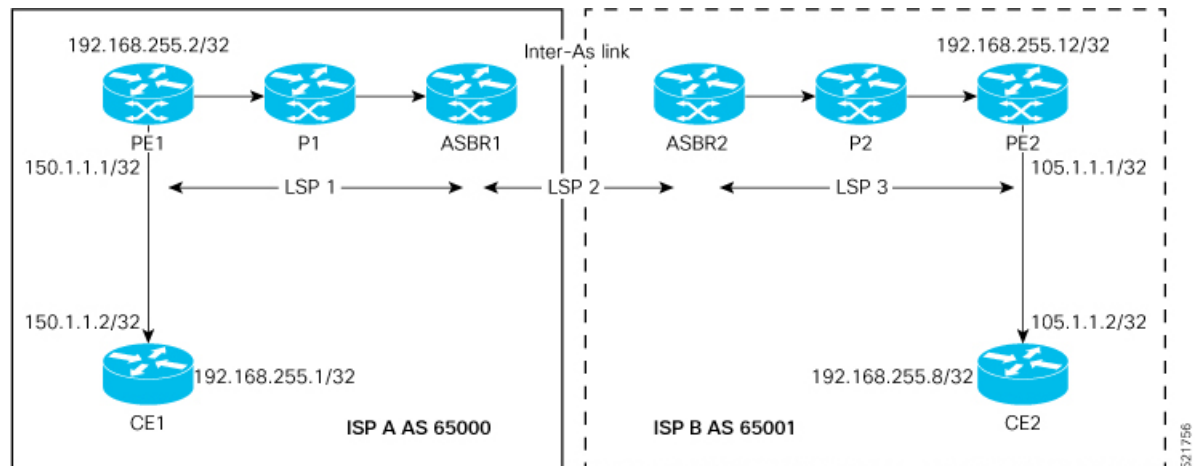 192.168.255.2/32
Inter-As link
192.168.255.12/32
PE1
P1
ASBR1
ASBR2
P2
PE2
150.1.1.1/32
105.1.1.1/32
LSP 1
LSP 2
LSP 3
150.1.1.2/32
105.1.1.2/32
192.168.255.1/32
192.168.255.8/32
CE1
ISP A AS 65000
ISP B AS 65001
CE2
521756